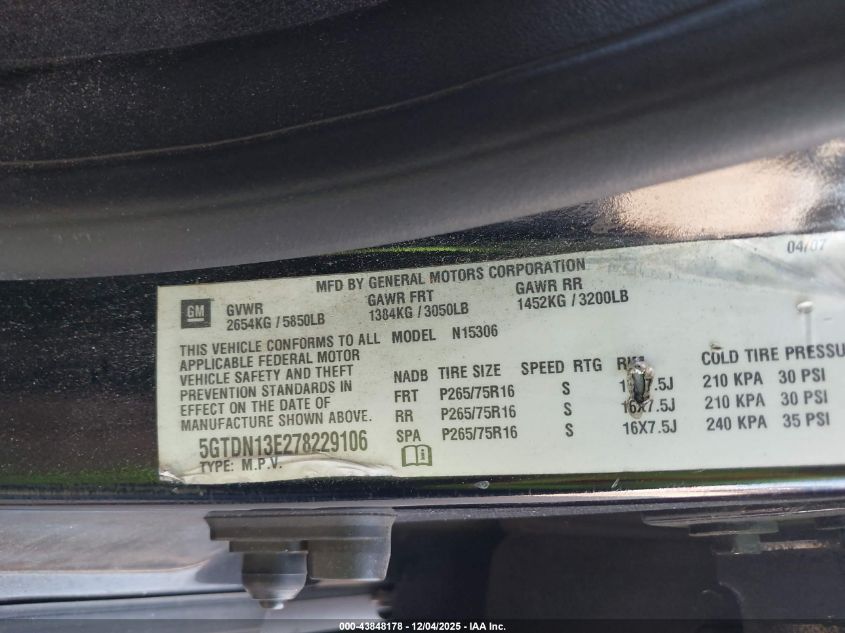 04/07
MFD BY GENERAL MOTORS CORPORATION
GM
GVWR GAWR FRT GAWR RR
2654KG / 5850LB 1384KG / 3050LB 1452KG / 3200LB
THIS VEHICLE CONFORMS TO ALL
APPLICABLE FEDERAL MOTOR
VEHICLE SAFETY AND THEFT
PREVENTION STANDARDS IN
EFFECT ON THE DATE OF
MANUFACTURE SHOWN ABOVE.
5GTDN13E278229106
TYPE: M.P.V.
MODEL N15306
NADB TIRE SIZE SPEED RTG COLD TIRE PRESSU
FRT P265/75R16 S 210 KPA 30 PSI
RR P265/75R16 S 16X7.5J 210 KPA 30 PSI
SPA P265/75R16 S 16X7.5J 240 KPA 35 PSI
000-43848178 - 12/04/2025 - IAA Inc.